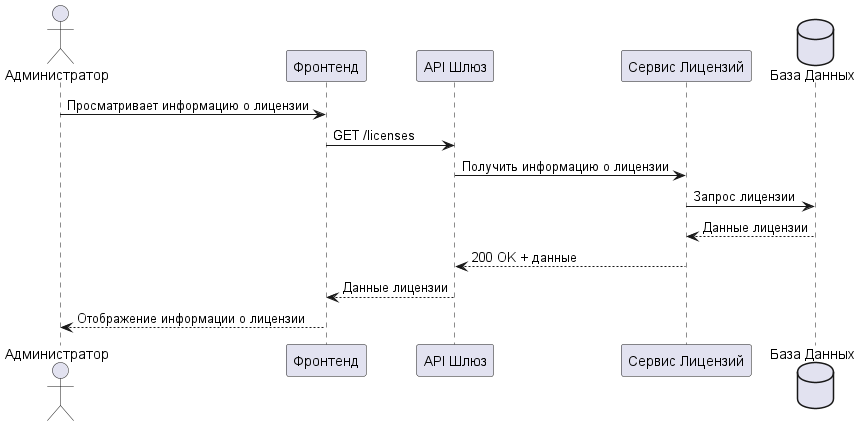 Администратор
Фронтенд
API Шлюз
Сервис Лицензий
База Данных
Просматривает информацию о лицензии
GET /licenses
Получить информацию о лицензии
Запрос лицензии
Данные лицензии
200 OK + данные
Данные лицензии
Отображение информации о лицензии
Администратор
Фронтенд
API Шлюз
Сервис Лицензий
База Данных